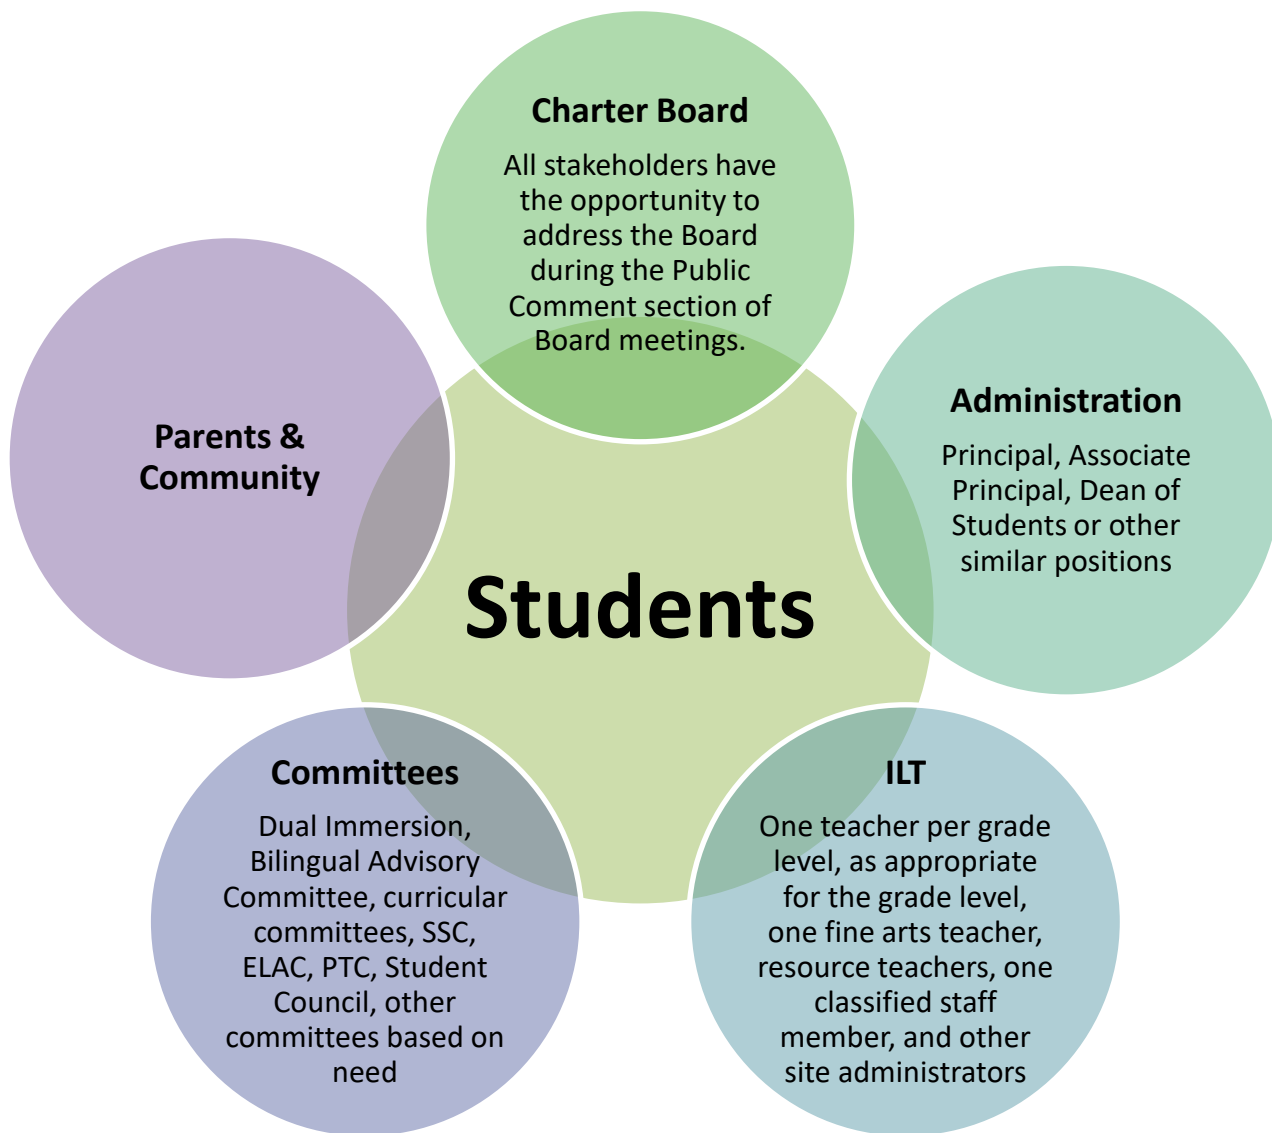 Charter Board
All stakeholders have
the opportunity to
address the Board
during the Public
Comment section of
Board meetings.
Parents &
Community
Administration
Principal, Associate
Principal, Dean of
Students or other
similar positions
Students
Committees
Dual Immersion,
Bilingual Advisory
Committee, curricular
committees, SSC,
ELAC, PTC, Student
Council, other
committees based on
need
ILT
One teacher per grade
level, as appropriate
for the grade level,
one fine arts teacher,
resource teachers, one
classified staff
member, and other
site administrators